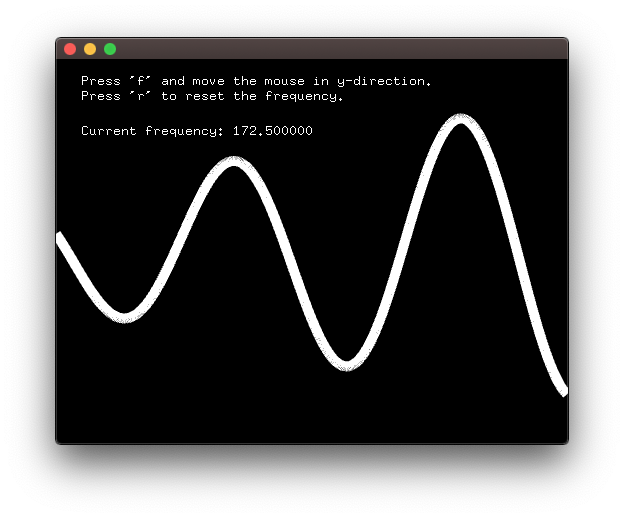 Press 'f' and move the mouse in y-direction.
Press 'r' to reset the frequency.
Current frequency: 172.500000